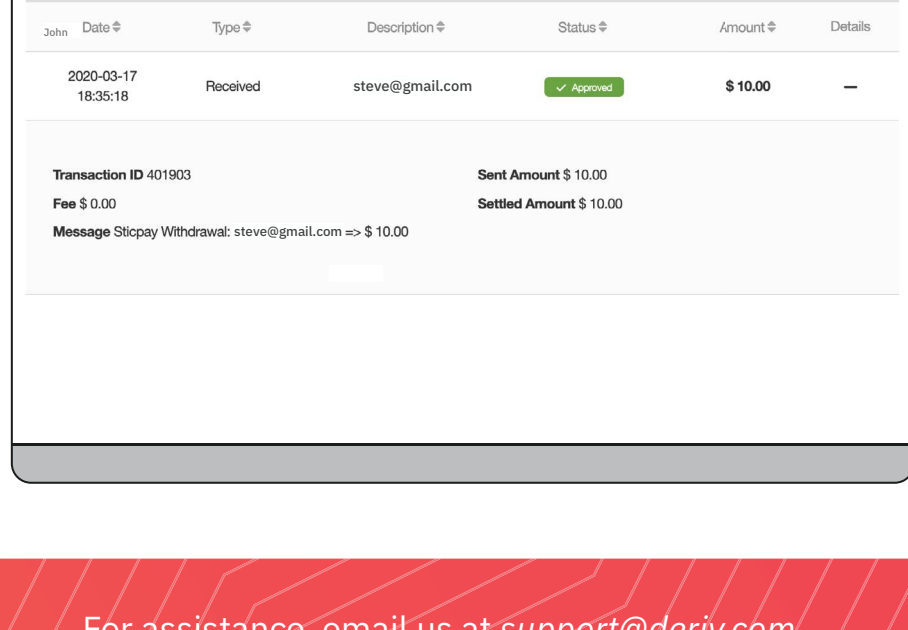 John Date Type Description Status Amount Details
2020-03-17
18:35:18 Received steve@gmail.com Approved $ 10.00
Transaction ID 401903 Sent Amount $ 10.00
Fee $ 0.00 Settled Amount $ 10.00
Message Sticpay Withdrawal: steve@gmail.com => $ 10.00
For assistance, email us at support@deriv.com